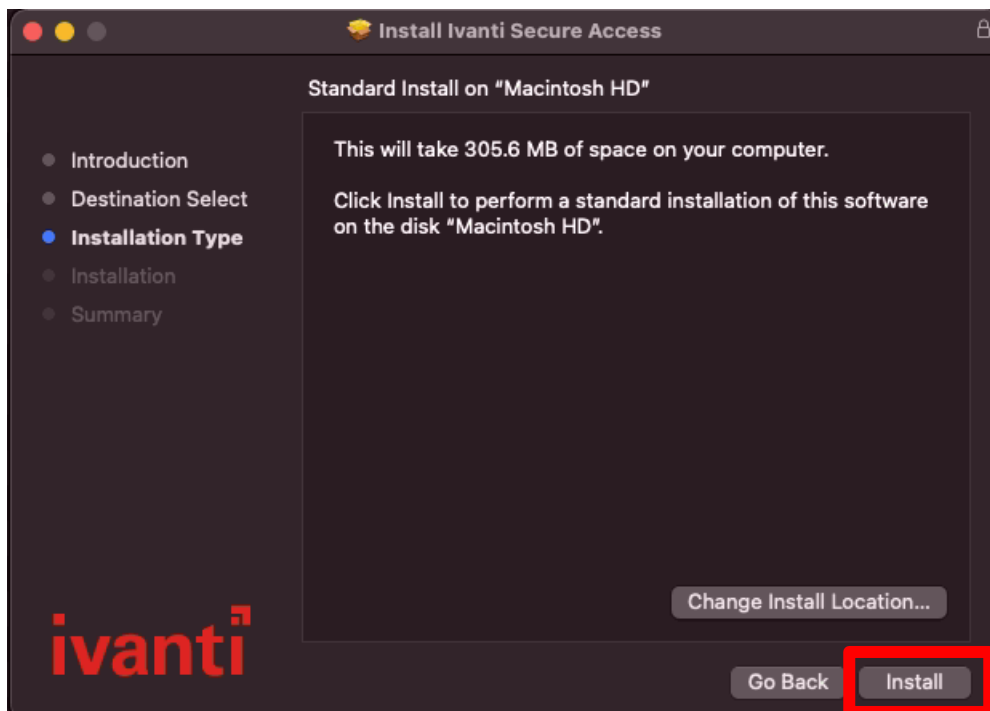 Install Ivanti Secure Access
Standard Install on “Macintosh HD”
Introduction
Destination Select
Installation Type
Installation
Summary
This will take 305.6 MB of space on your computer.
Click Install to perform a standard installation of this software
on the disk “Macintosh HD”.
Change Install Location...
ivanti
Go Back
Install